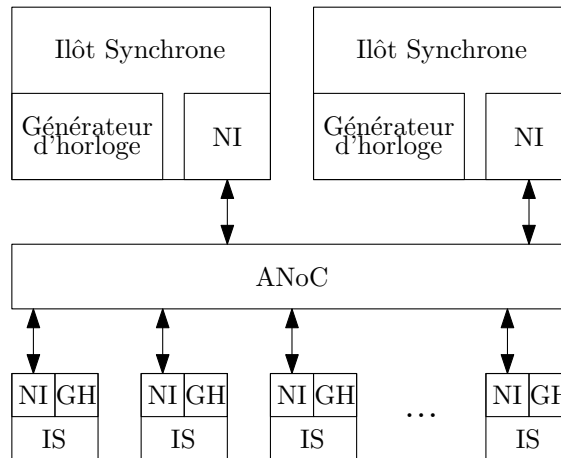 Ilôt Synchrone
Ilôt Synchrone
Générateur
d'horloge
NI
Générateur
d'horloge
NI
ANoC
NI GH
NI GH
NI GH
NI GH
IS
IS
IS
...
IS